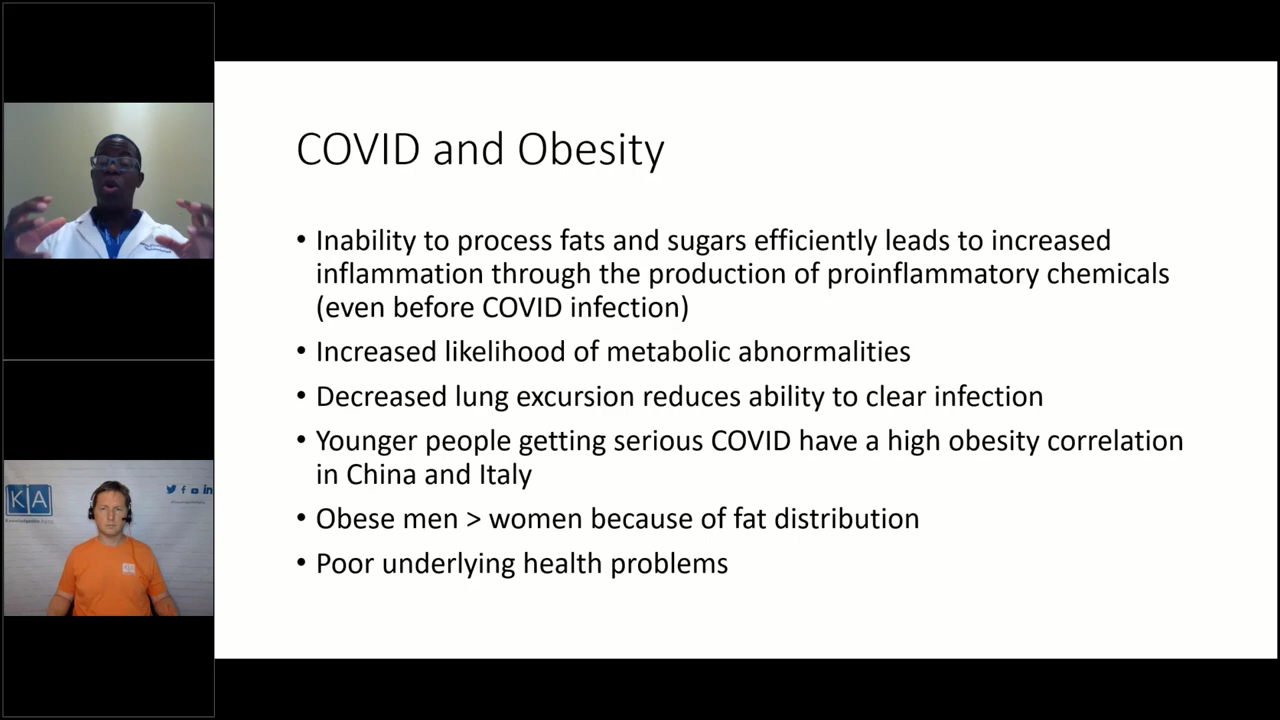 COVID and Obesity
• Inability to process fats and sugars efficiently leads to increased
inflammation through the production of proinflammatory chemicals
(even before COVID infection)
• Increased likelihood of metabolic abnormalities
• Decreased lung excursion reduces ability to clear infection
• Younger people getting serious COVID have a high obesity correlation
in China and Italy
• Obese men > women because of fat distribution
• Poor underlying health problems
KA